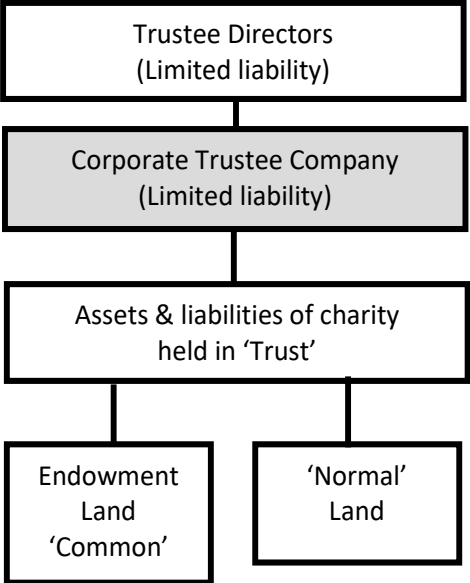 Trustee Directors
(Limited liability)
Corporate Trustee Company
(Limited liability)
Assets & liabilities of charity
held in ‘Trust’
Endowment
Land
‘Common’
‘Normal’
Land